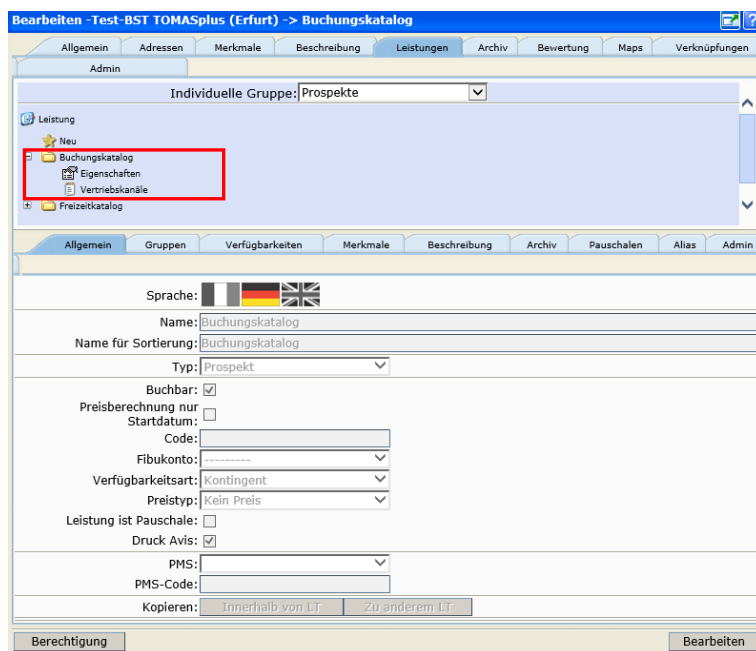 Bearbeiten -Test-BST TOMASplus (Erfurt) -> Buchungskatalog
Allgemein Adressen Merkmale Beschreibung Leistungen Archiv Bewertung Maps Verknüpfungen
Admin
Individuelle Gruppe: Prospekte
Leistung
Neu
Buchungskatalog
Eigenschaften
Vertriebskanäle
Freizeitkatalog
Allgemein Gruppen Verfügbarkeiten Merkmale Beschreibung Archiv Pauschalen Alias Admin
Sprache:
Name: Buchungskatalog
Name für Sortierung: Buchungskatalog
Typ: Prospekt
Buchbar:
Preisberechnung nur
Startdatum:
Code:
Fibukonto: ---------
Verfügbarkeitsart: Kontingent
Preistyp: Kein Preis
Leistung ist Pauschale:
Druck Avis:
PMS:
PMS-Code:
Kopieren: Innerhalb von LT Zu anderem LT
Berechtigung Bearbeiten